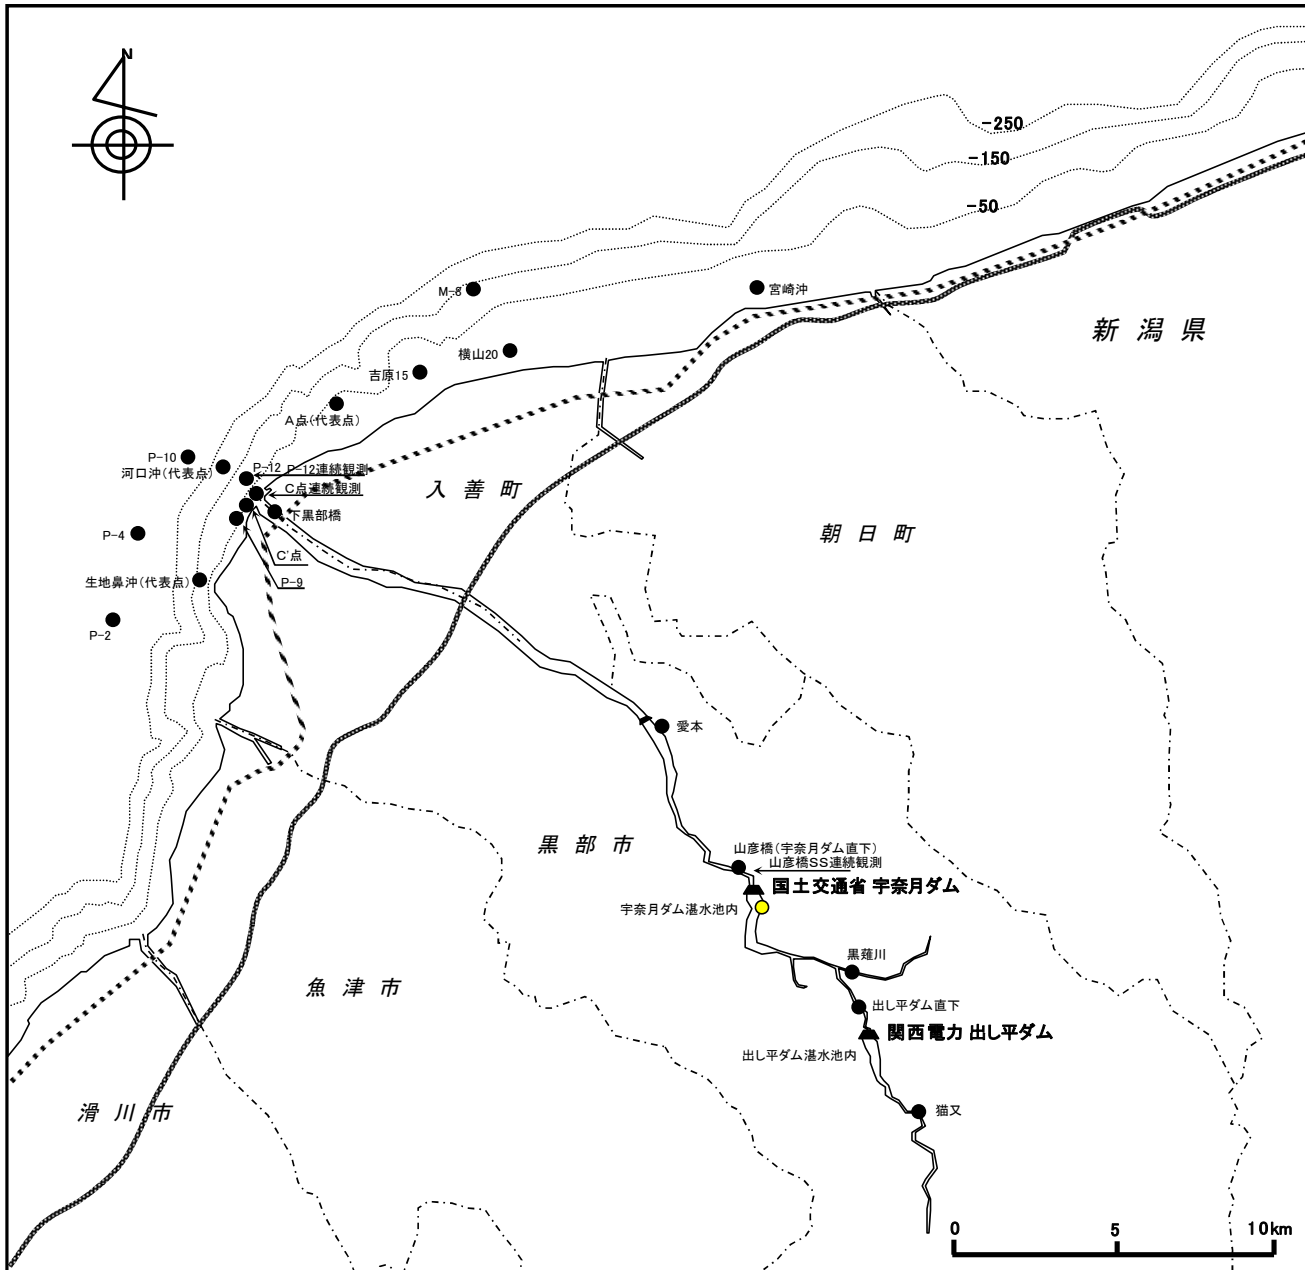 N
-250
-150
-50
M-8
宮崎沖
新潟県
横山20
吉原15
A点(代表点)
P-10
河口沖(代表点)
P-12
P-12連続観測
C点連続観測
入善町
下黒部橋
朝日町
P-4
C'点
P-9
生地鼻沖(代表点)
P-2
愛本
黒部市
山彦橋(宇奈月ダム直下)
山彦橋SS連続観測
国土交通省 宇奈月ダム
宇奈月ダム湛水池内
黒薙川
魚津市
出し平ダム直下
関西電力 出し平ダム
出し平ダム湛水池内
滑川市
猫又
0 5 10km